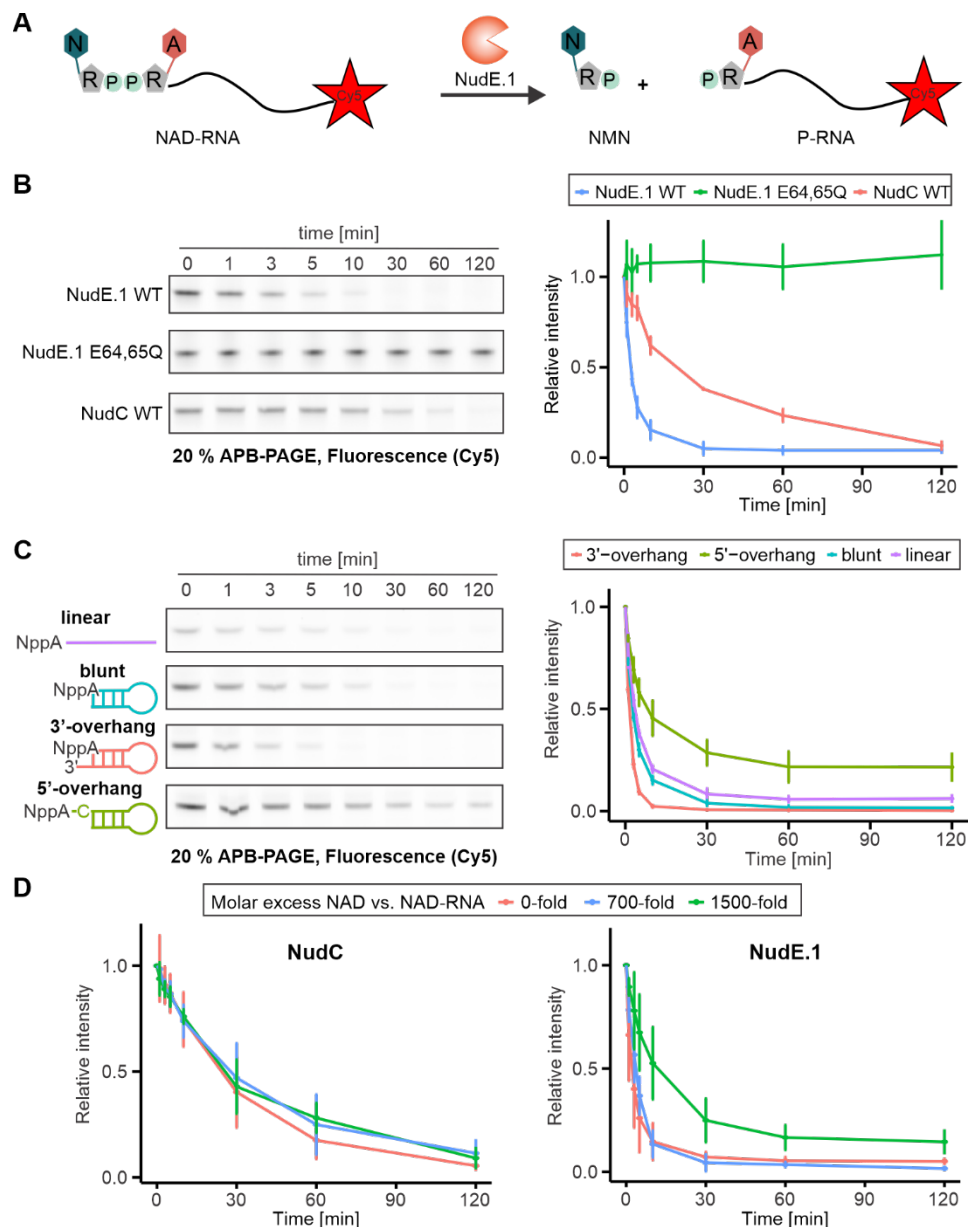 A
N
A
R P P R
Cy5
NAD-RNA
NudE.1
N
R P
NMN
+
A
P R
Cy5
P-RNA
B
time [min]
0 1 3 5 10 30 60 120
NudE.1 WT
NudE.1 E64,65Q
NudC WT
20 % APB-PAGE, Fluorescence (Cy5)
NudE.1 WT NudE.1 E64,65Q NudC WT
Relative intensity
1.0
0.5
0.0
0 30 60 90 120
Time [min]
C
time [min]
0 1 3 5 10 30 60 120
linear
NppA
blunt
NppA
3'-overhang
NppA
3'
5'-overhang
NppA-C
20 % APB-PAGE, Fluorescence (Cy5)
3'−overhang 5'−overhang blunt linear
Relative intensity
1.0
0.5
0.0
0 30 60 90 120
Time [min]
D
Molar excess NAD vs. NAD-RNA 0-fold 700-fold 1500-fold
NudC
Relative intensity
1.0
0.5
0.0
0 30 60 90 120
Time [min]
NudE.1
Relative intensity
1.0
0.5
0.0
0 30 60 90 120
Time [min]